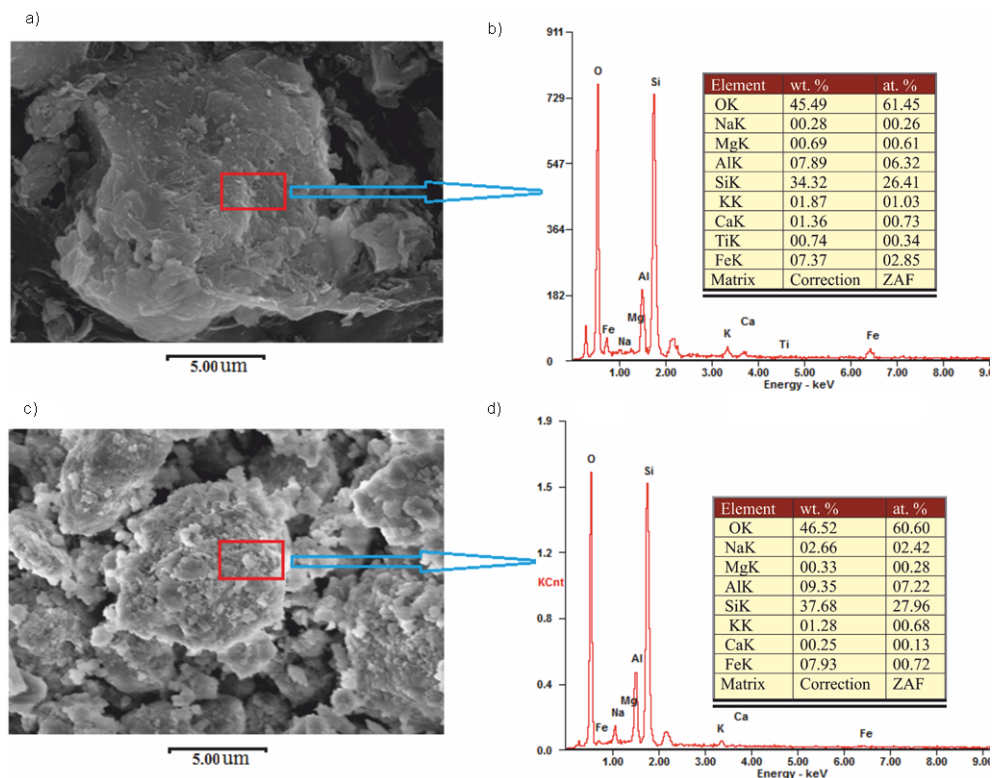 a)
5.00um
b)
911
729
547
364
182
0
O
Si
Al
Fe
Na
Mg
K
Ca
Ti
Fe
1.00 2.00 3.00 4.00 5.00 6.00 7.00 8.00 9.0
Energy - keV
Element wt. % at. %
OK 45.49 61.45
NaK 00.28 00.26
MgK 00.69 00.61
AlK 07.89 06.32
SiK 34.32 26.41
KK 01.87 01.03
CaK 01.36 00.73
TiK 00.74 00.34
FeK 07.37 02.85
Matrix Correction ZAF
c)
5.00um
d)
1.9
1.5
1.2
KCnt
0.8
0.4
0.0
O
Si
Al
Mg
Na
Fe
K
Ca
Fe
1.00 2.00 3.00 4.00 5.00 6.00 7.00 8.00 9.0
Energy - keV
Element wt. % at. %
OK 46.52 60.60
NaK 02.66 02.42
MgK 00.33 00.28
AlK 09.35 07.22
SiK 37.68 27.96
KK 01.28 00.68
CaK 00.25 00.13
FeK 07.93 00.72
Matrix Correction ZAF